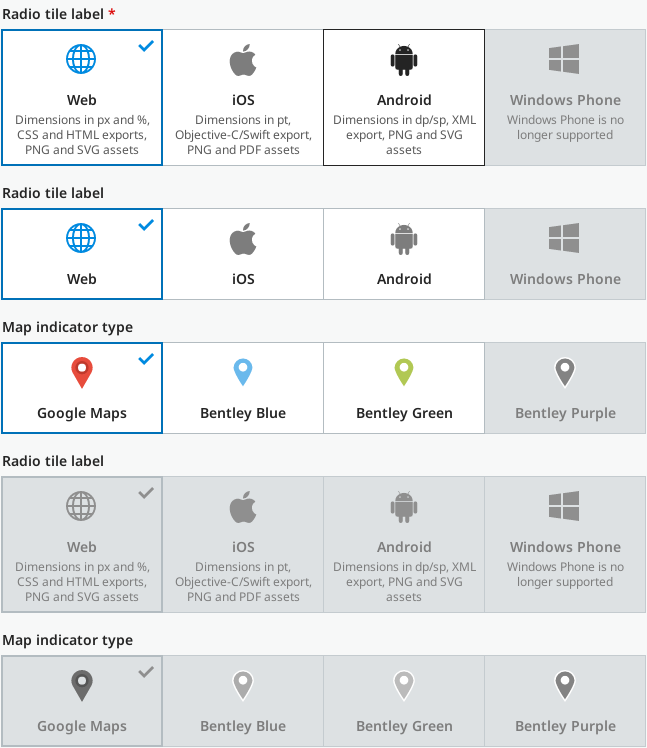 Radio tile label *
Web
Dimensions in px and %,
CSS and HTML exports,
PNG and SVG assets
iOS
Dimensions in pt,
Objective-C/Swift export,
PNG and PDF assets
Android
Dimensions in dp/sp, XML
export, PNG and SVG
assets
Windows Phone
Windows Phone is no
longer supported
Radio tile label
Web
iOS
Android
Windows Phone
Map indicator type
Google Maps
Bentley Blue
Bentley Green
Bentley Purple
Radio tile label
Web
Dimensions in px and %,
CSS and HTML exports,
PNG and SVG assets
iOS
Dimensions in pt,
Objective-C/Swift export,
PNG and PDF assets
Android
Dimensions in dp/sp, XML
export, PNG and SVG
assets
Windows Phone
Windows Phone is no
longer supported
Map indicator type
Google Maps
Bentley Blue
Bentley Green
Bentley Purple